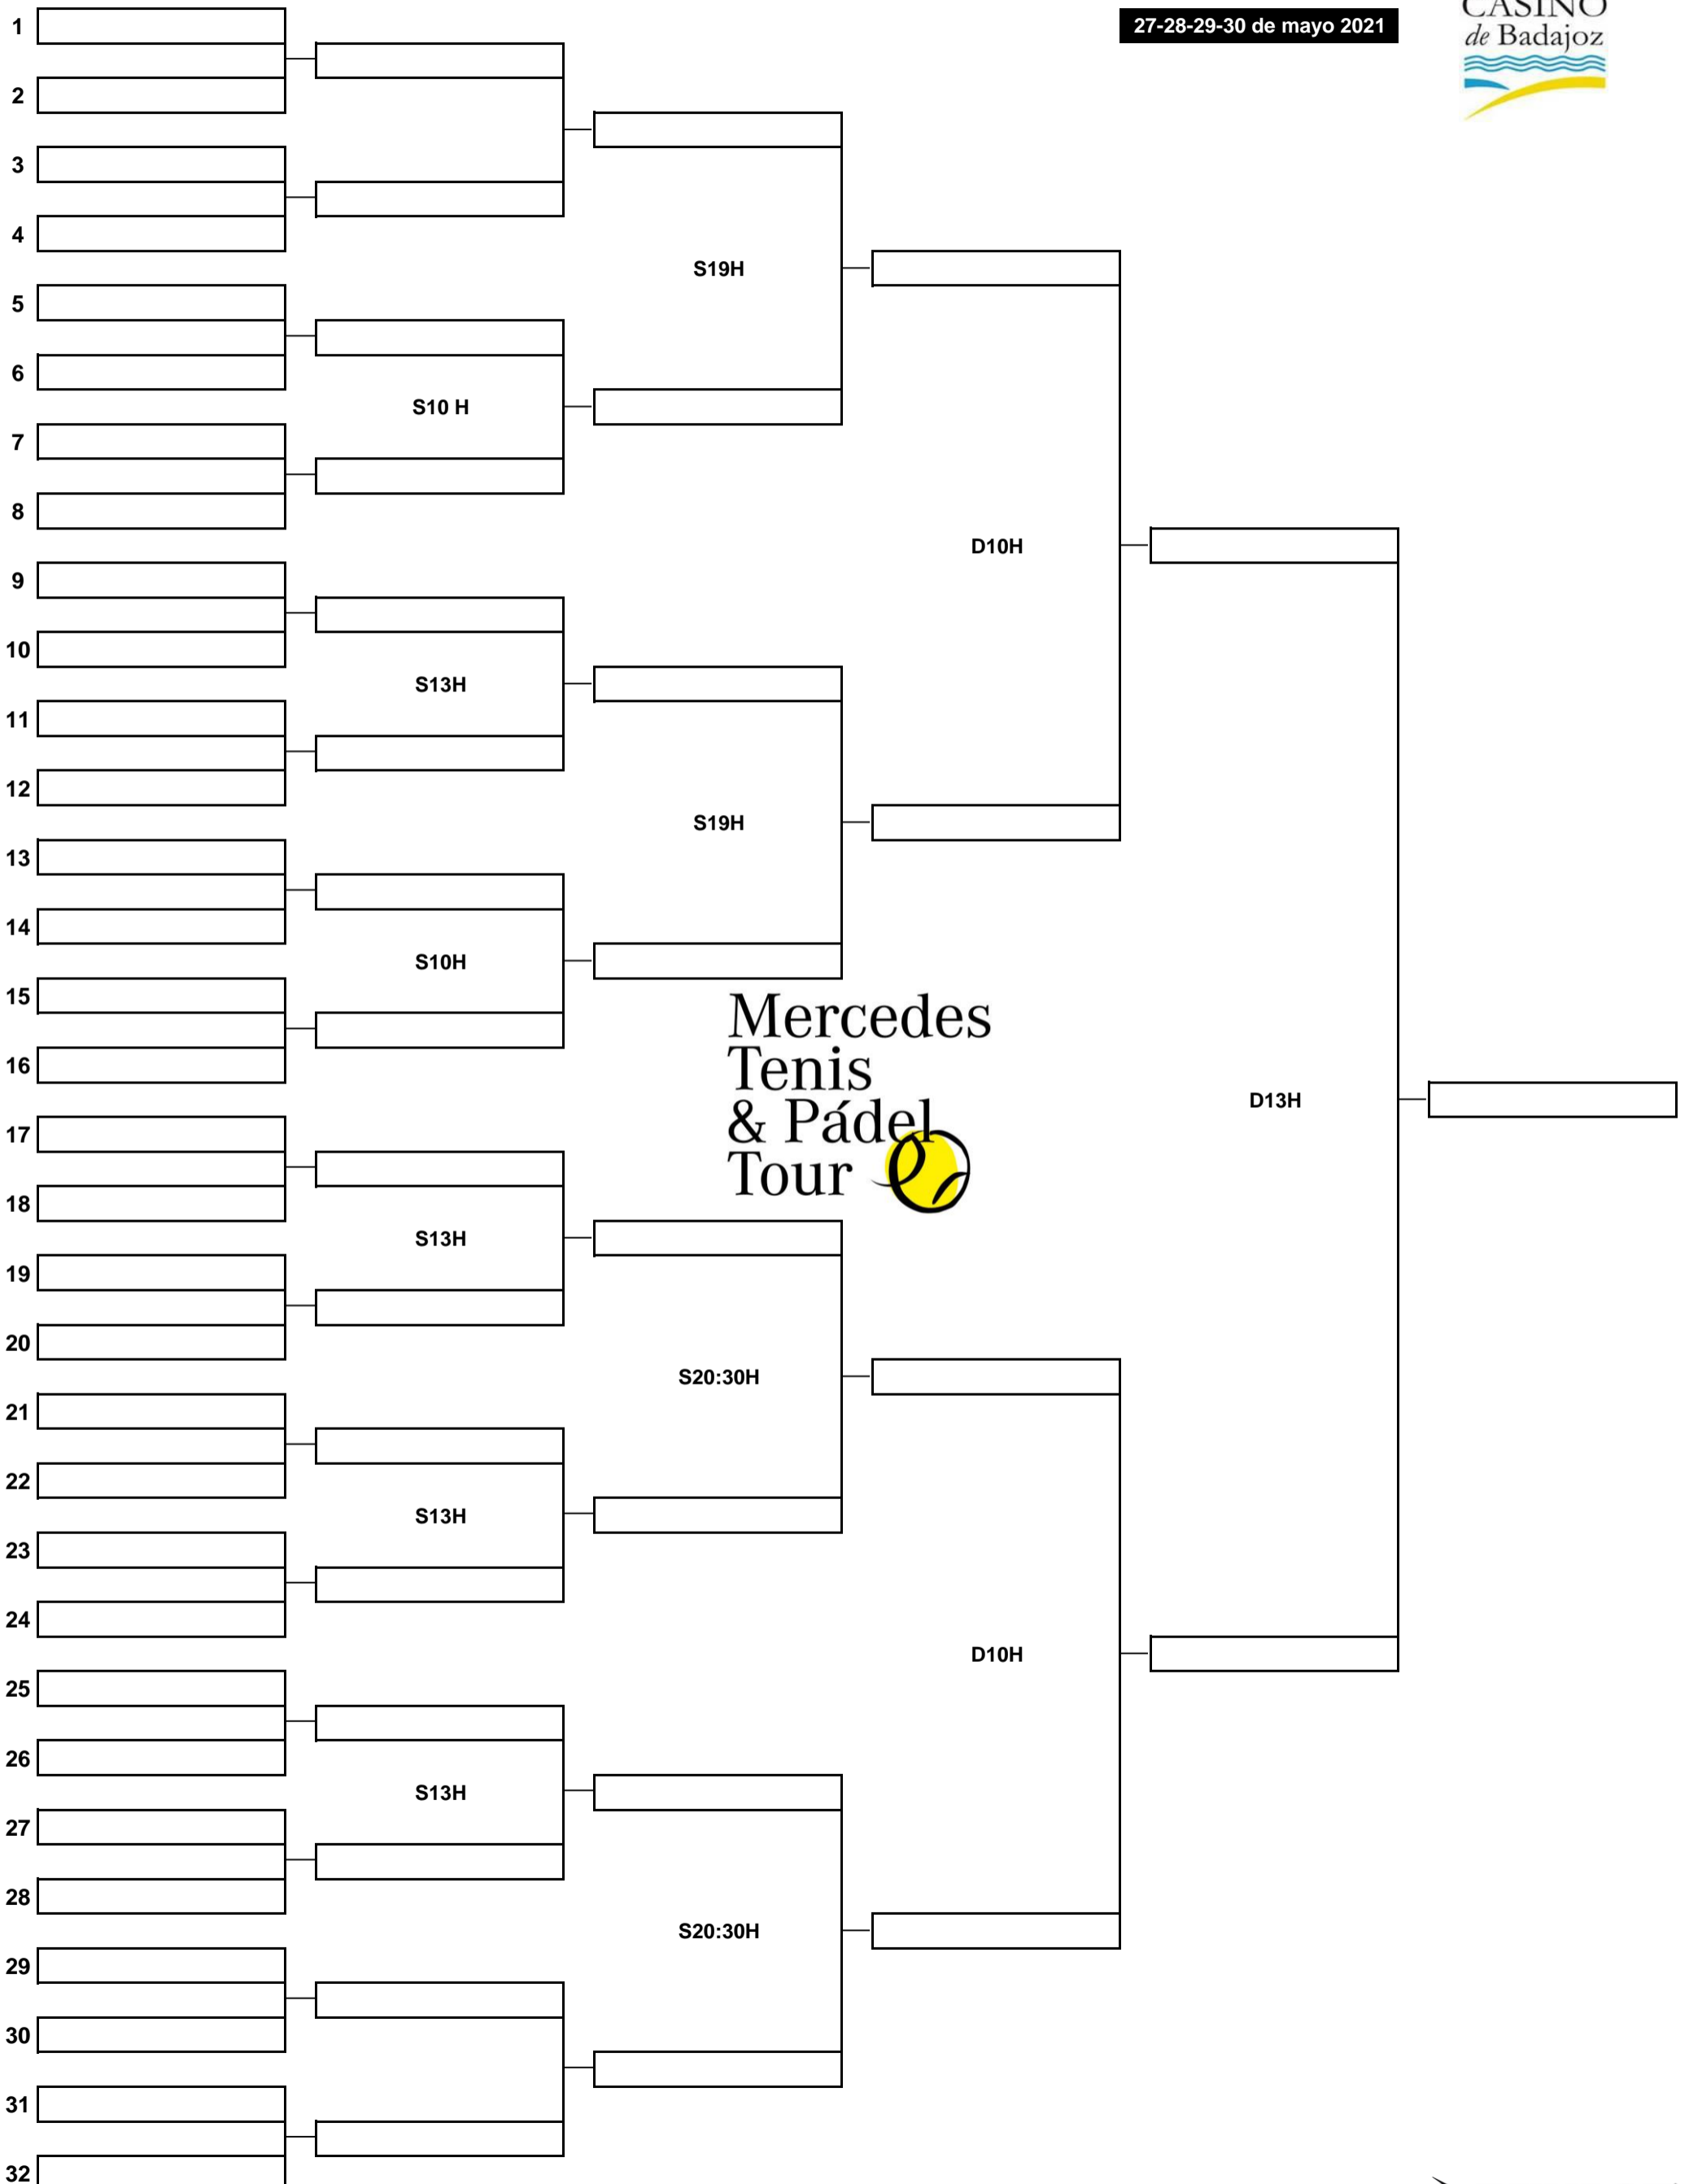 27-28-29-30 de mayo 2021
CASINO
de Badajoz
1
2
3
4
S19H
5
6
S10 H
7
8
D10H
9
10
S13H
11
12
S19H
13
14
S10H
15
16
Mercedes
Tenis
& Pádel
Tour
D13H
17
18
S13H
19
20
S20:30H
21
22
S13H
23
24
D10H
25
26
S13H
27
28
S20:30H
29
30
31
32